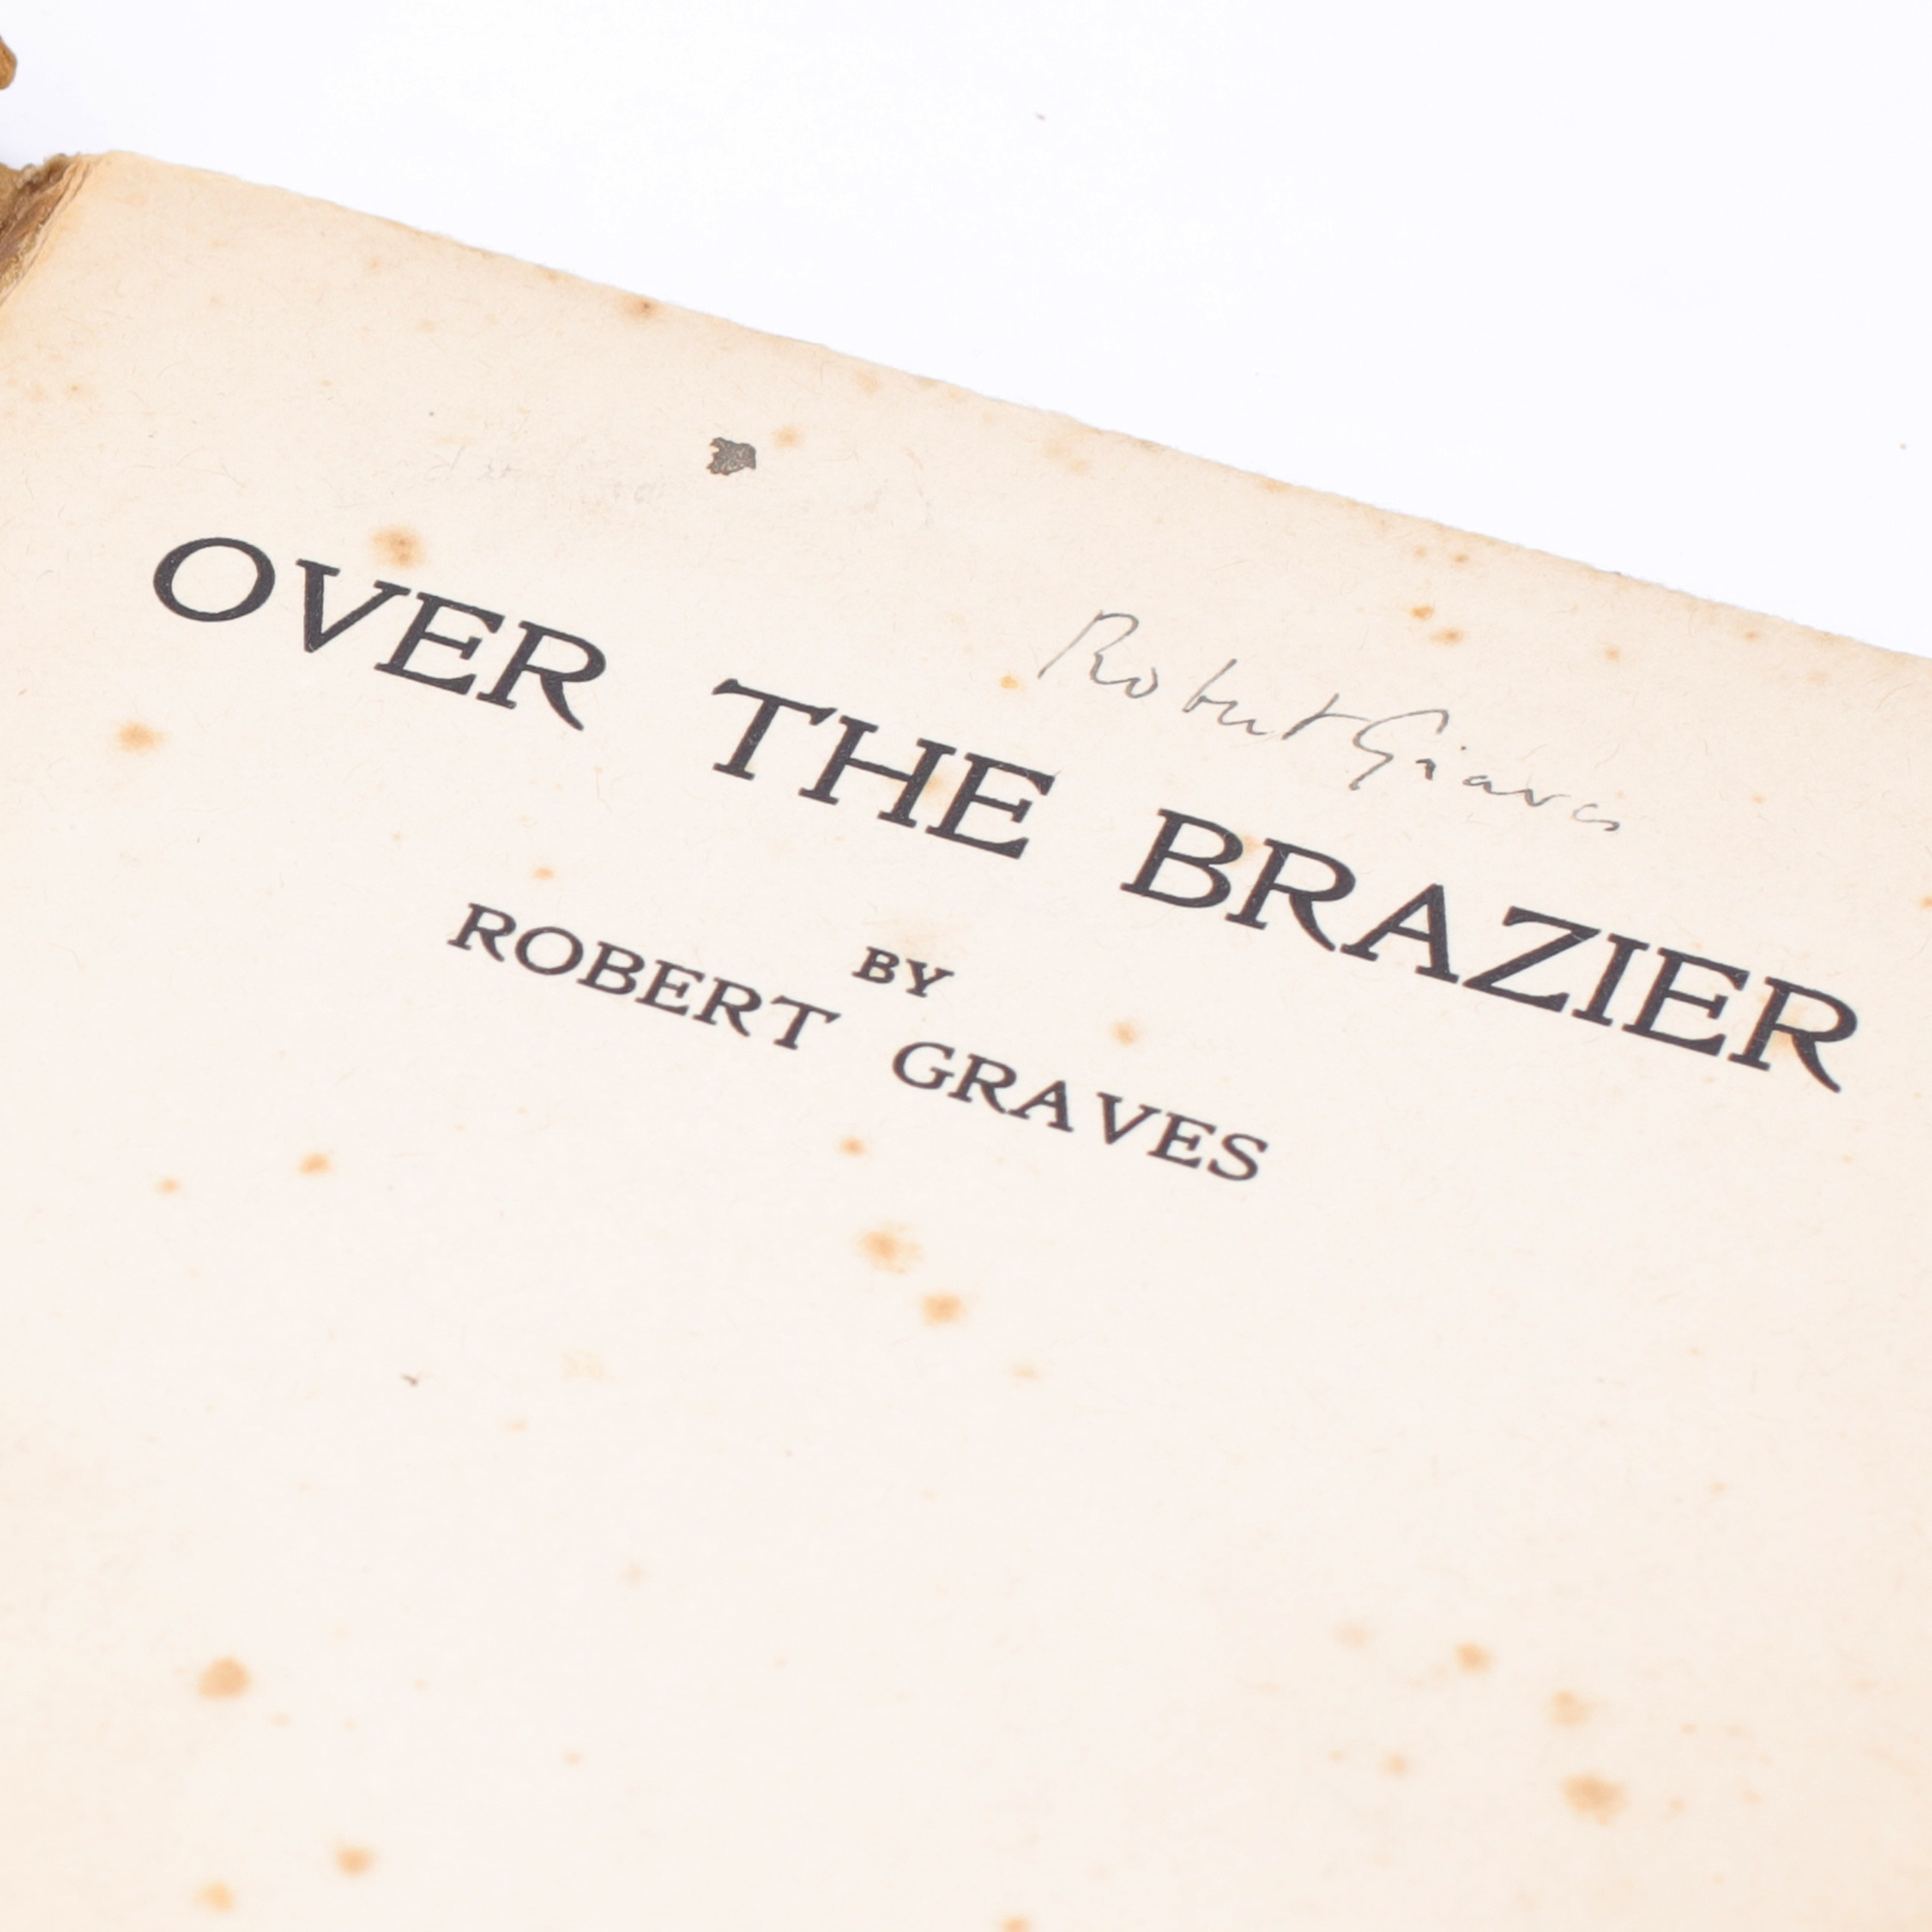 Robert Graves
OVER THE BRAZIER
BY
ROBERT GRAVES